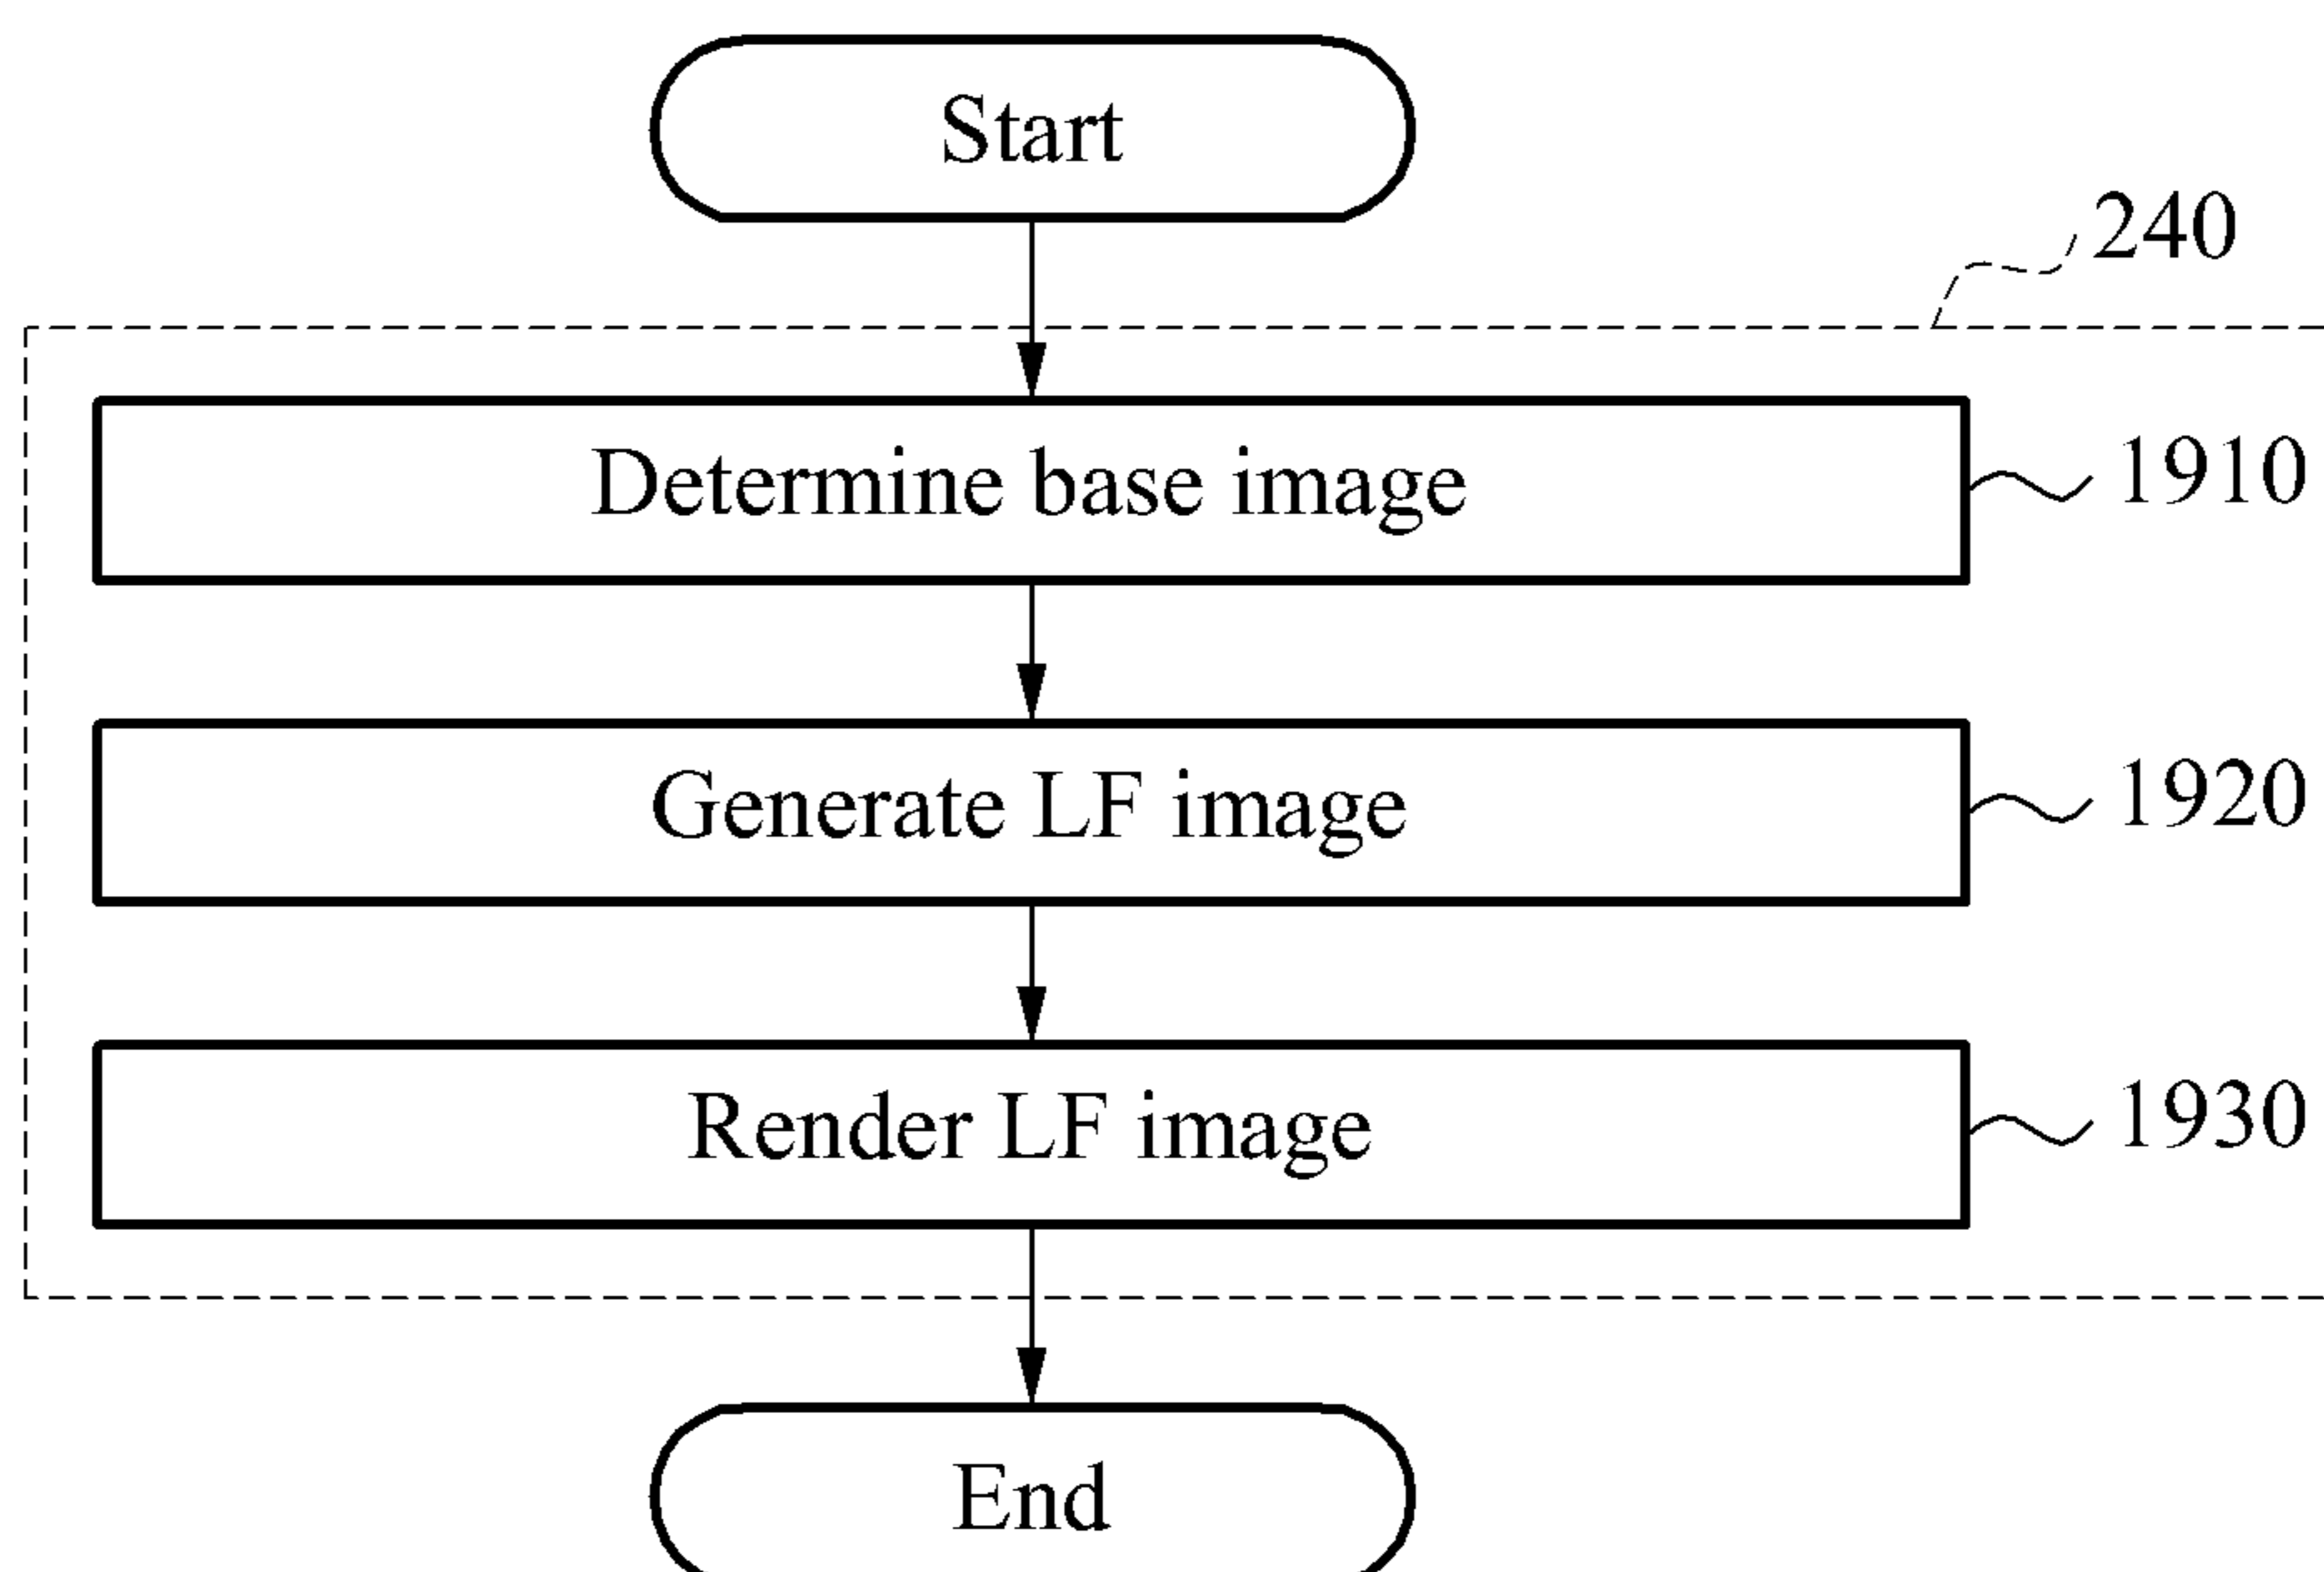 Start
240
Determine base image
1910
Generate LF image
1920
Render LF image
1930
End